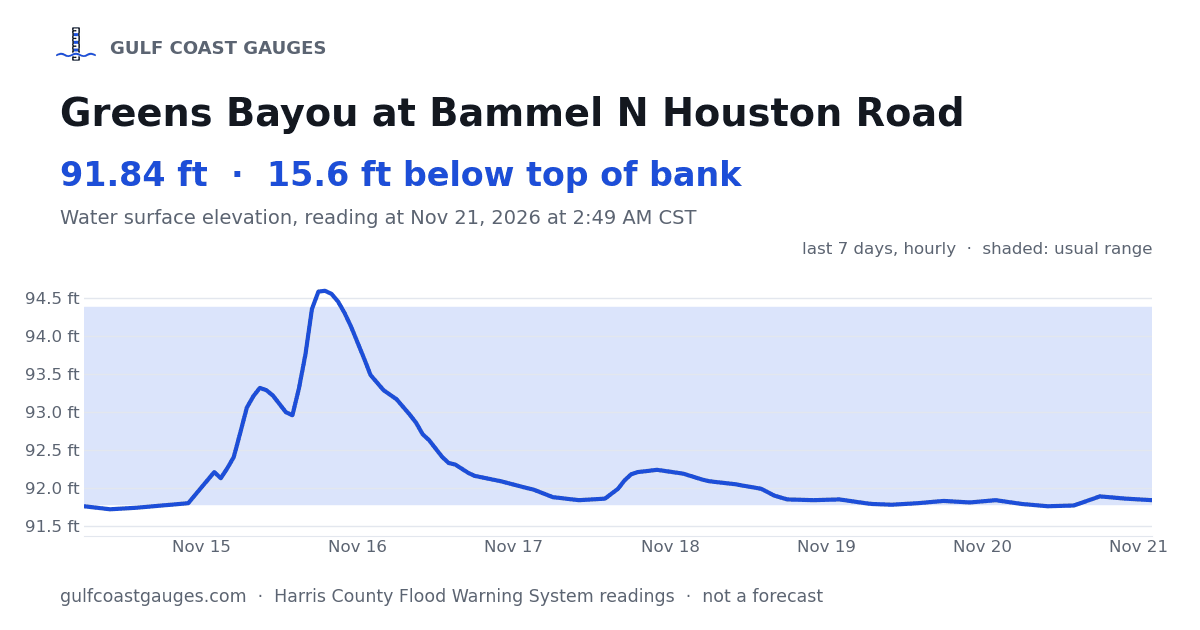 GULF COAST GAUGES
Greens Bayou at Bammel N Houston Road
91.84 ft · 15.6 ft below top of bank
Water surface elevation, reading at Nov 21, 2026 at 2:49 AM CST
last 7 days, hourly · shaded: usual range
94.5 ft
94.0 ft
93.5 ft
93.0 ft
92.5 ft
92.0 ft
91.5 ft
Nov 15 Nov 16 Nov 17 Nov 18 Nov 19 Nov 20 Nov 21
gulfcoastgauges.com · Harris County Flood Warning System readings · not a forecast